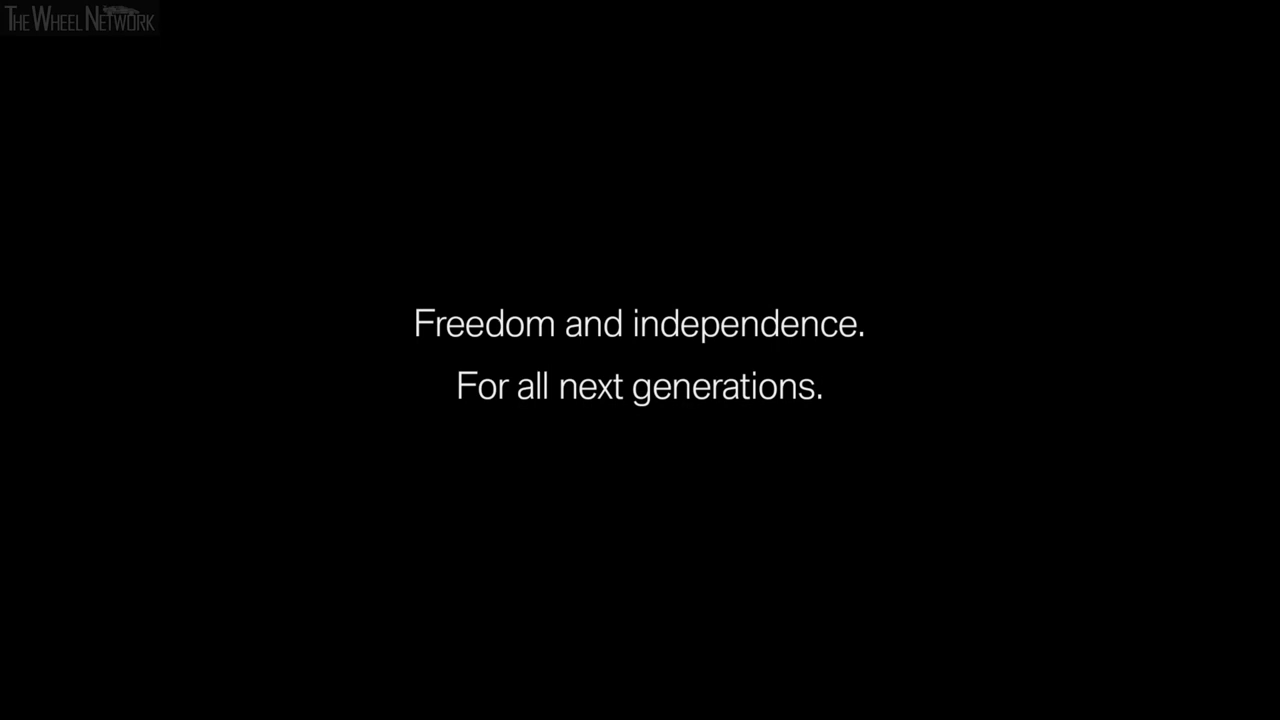 THE WHEEL NETWORK
Freedom and independence.
For all next generations.